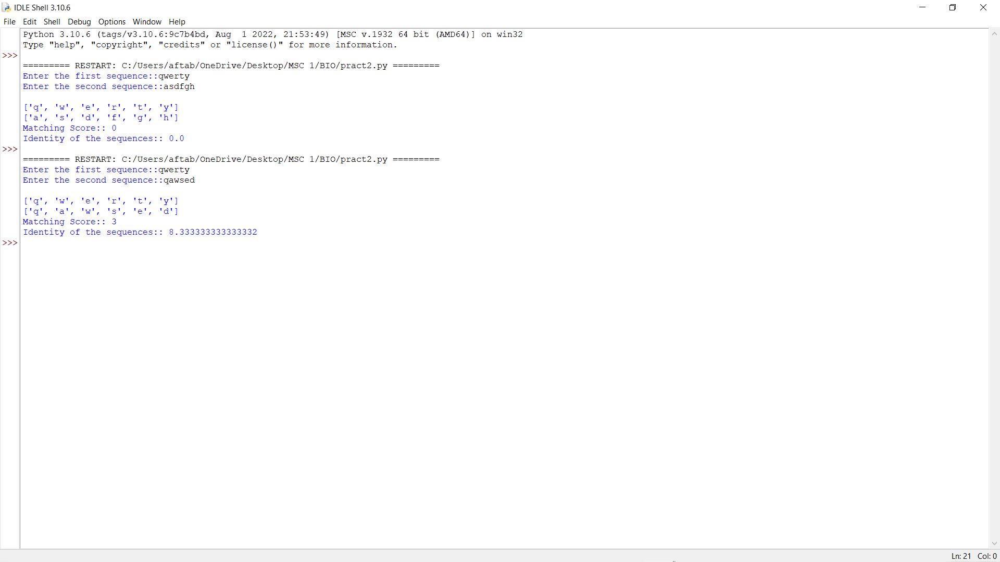 IDLE Shell 3.10.6
File Edit Shell Debug Options Window Help
Python 3.10.6 (tags/v3.10.6:9c7b4bd, Aug  1 2022, 21:53:49) [MSC v.1932 64 bit (AMD64)] on win32
Type "help", "copyright", "credits" or "license()" for more information.
>>>
========= RESTART: C:/Users/aftab/OneDrive/Desktop/MSC 1/BIO/pract2.py =========
Enter the first sequence::qwerty
Enter the second sequence::asdfgh
['q', 'w', 'e', 'r', 't', 'y']
['a', 's', 'd', 'f', 'g', 'h']
Matching Score:: 0
Identity of the sequences:: 0.0
>>>
========= RESTART: C:/Users/aftab/OneDrive/Desktop/MSC 1/BIO/pract2.py =========
Enter the first sequence::qwerty
Enter the second sequence::qawsed
['q', 'w', 'e', 'r', 't', 'y']
['q', 'a', 'w', 's', 'e', 'd']
Matching Score:: 3
Identity of the sequences:: 8.333333333333332
>>>
Ln: 21 Col: 0